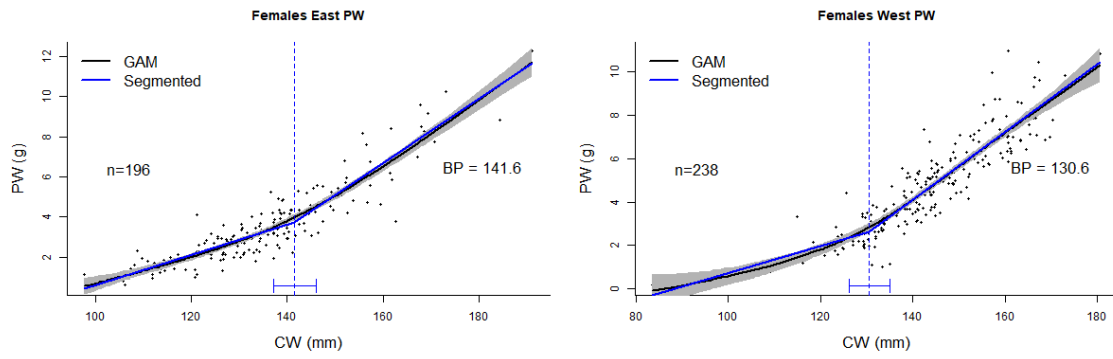 Females East PW
GAM
Segmented
n=196
BP = 141.6
PW (g)
12
10
8
6
4
2
100 120 140 160 180
CW (mm)
Females West PW
GAM
Segmented
n=238
BP = 130.6
PW (g)
10
8
6
4
2
0
80 100 120 140 160 180
CW (mm)